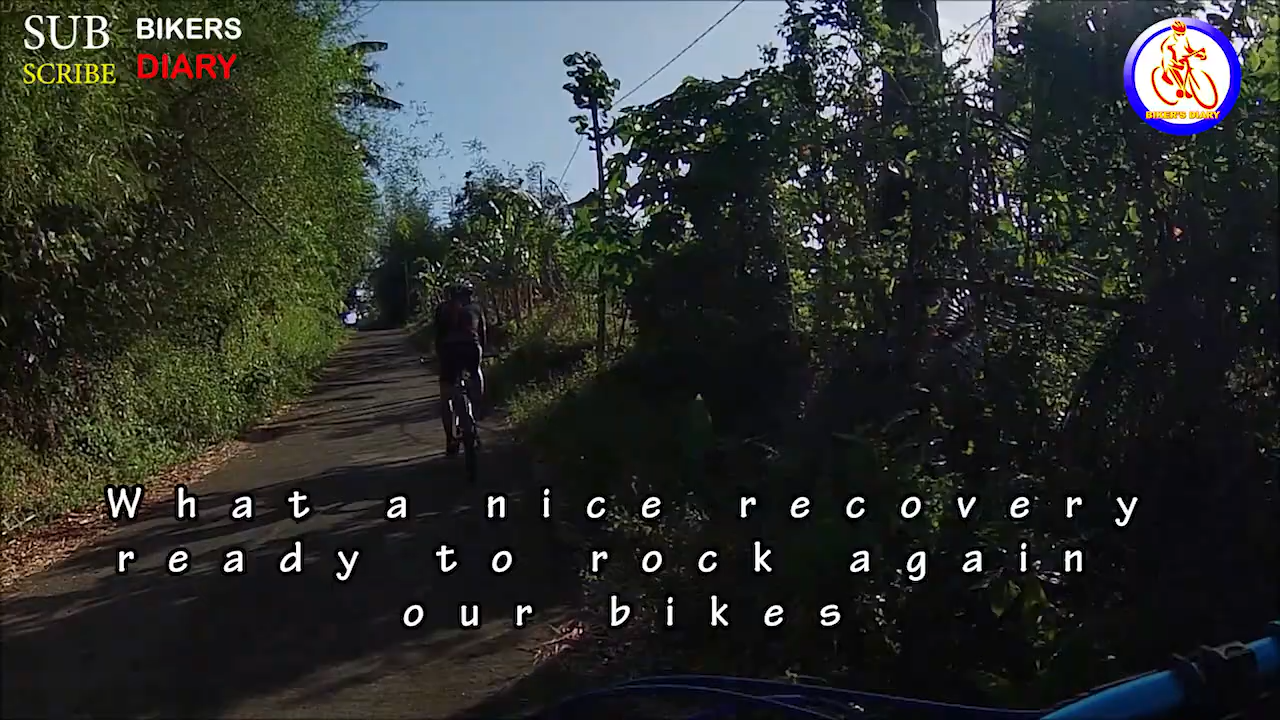 SUB
SCRIBE
BIKERS
DIARY
BIKER'S DIARY
What a nice recovery
ready to rock again
our bikes